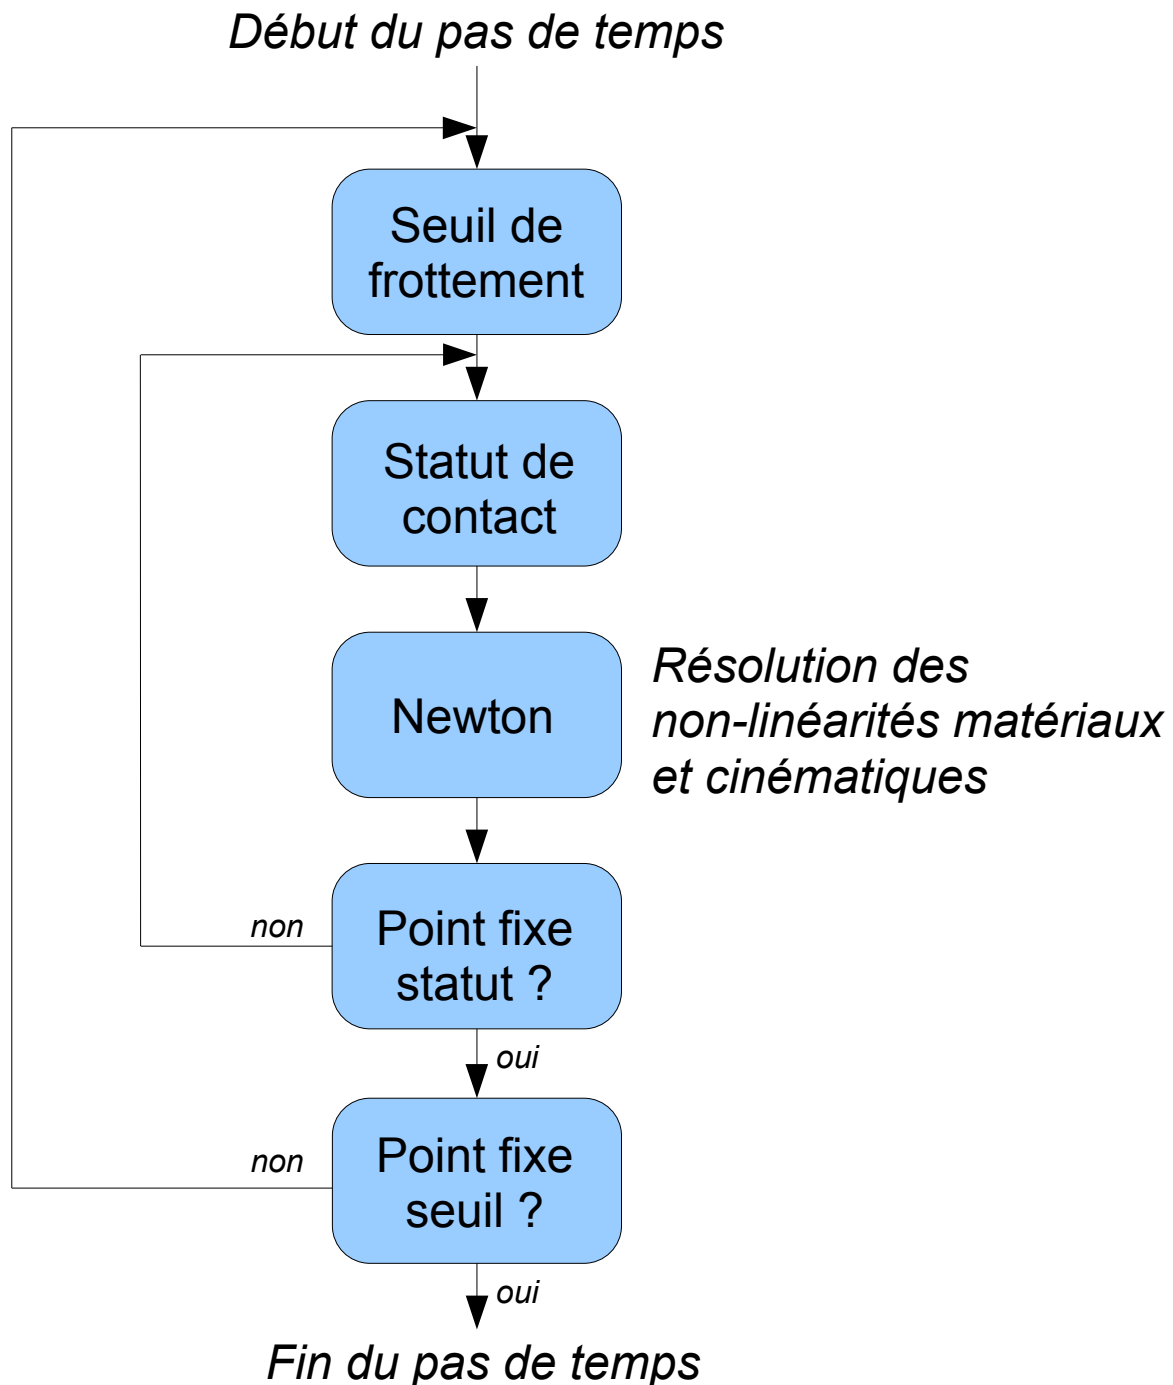 Début du pas de temps
Seuil de
frottement
Statut de
contact
Newton
Résolution des
non-linéarités matériaux
et cinématiques
non
Point fixe
statut ?
oui
non
Point fixe
seuil ?
oui
Fin du pas de temps